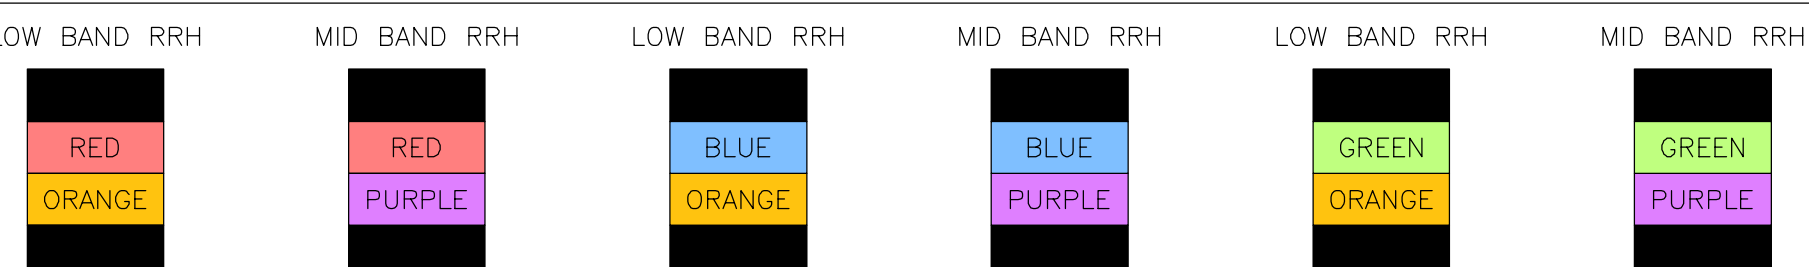 LOW BAND RRH MID BAND RRH LOW BAND RRH MID BAND RRH LOW BAND RRH MID BAND RRH
RED RED BLUE BLUE GREEN GREEN
ORANGE PURPLE ORANGE PURPLE ORANGE PURPLE